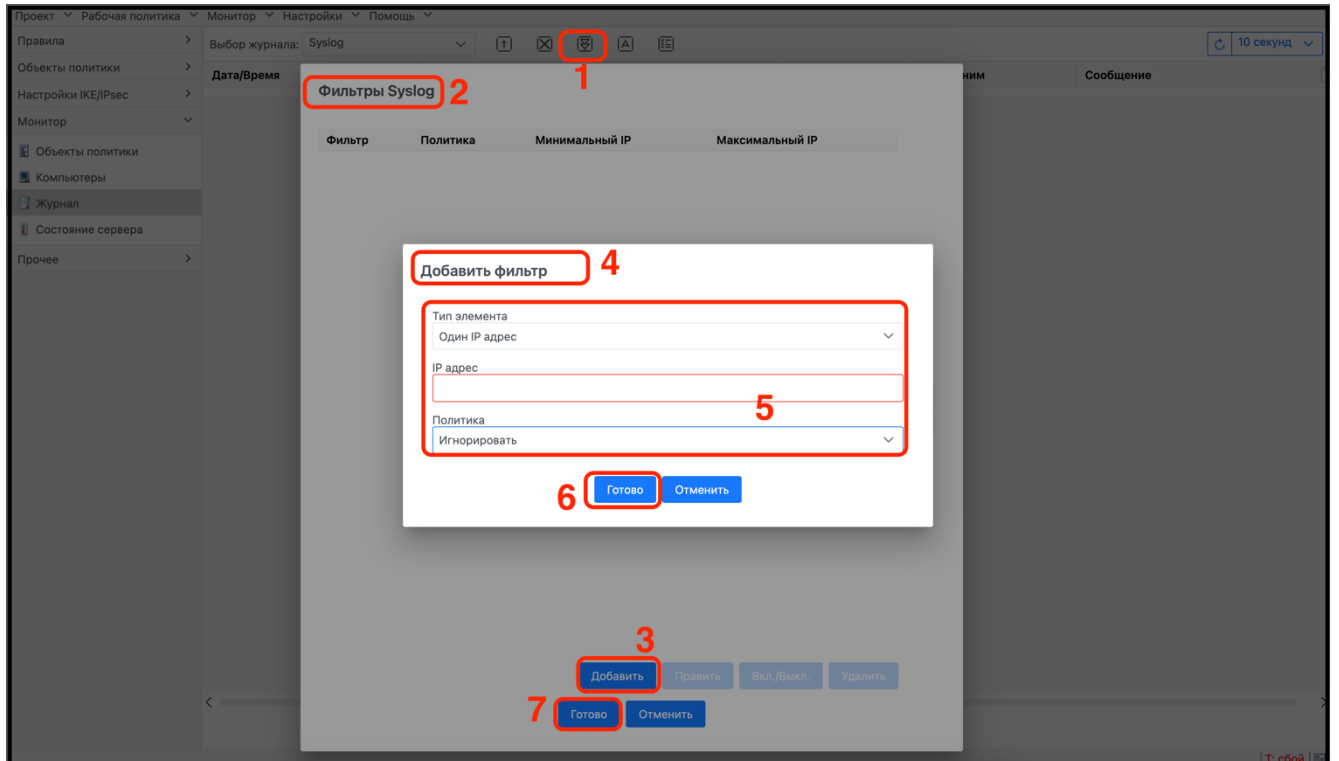 Проект Рабочая политика Монитор Настройки Помощь
Правила
Выбор журнала: Syslog
10 секунд
1
Объекты политики
Дата/Время
Сообщение
Настройки IKE/IPsec
Фильтры Syslog 2
Монитор
Фильтр Политика Минимальный IP Максимальный IP
Объекты политики
Компьютеры
Журнал
Состояние сервера
Прочее
Добавить фильтр 4
Тип элемента
Один IP адрес
IP адрес
5
Политика
Игнорировать
6 Готово Отменить
3
Добавить Править Вкл./Выкл. Удалить
7 Готово Отменить
Т: сбой